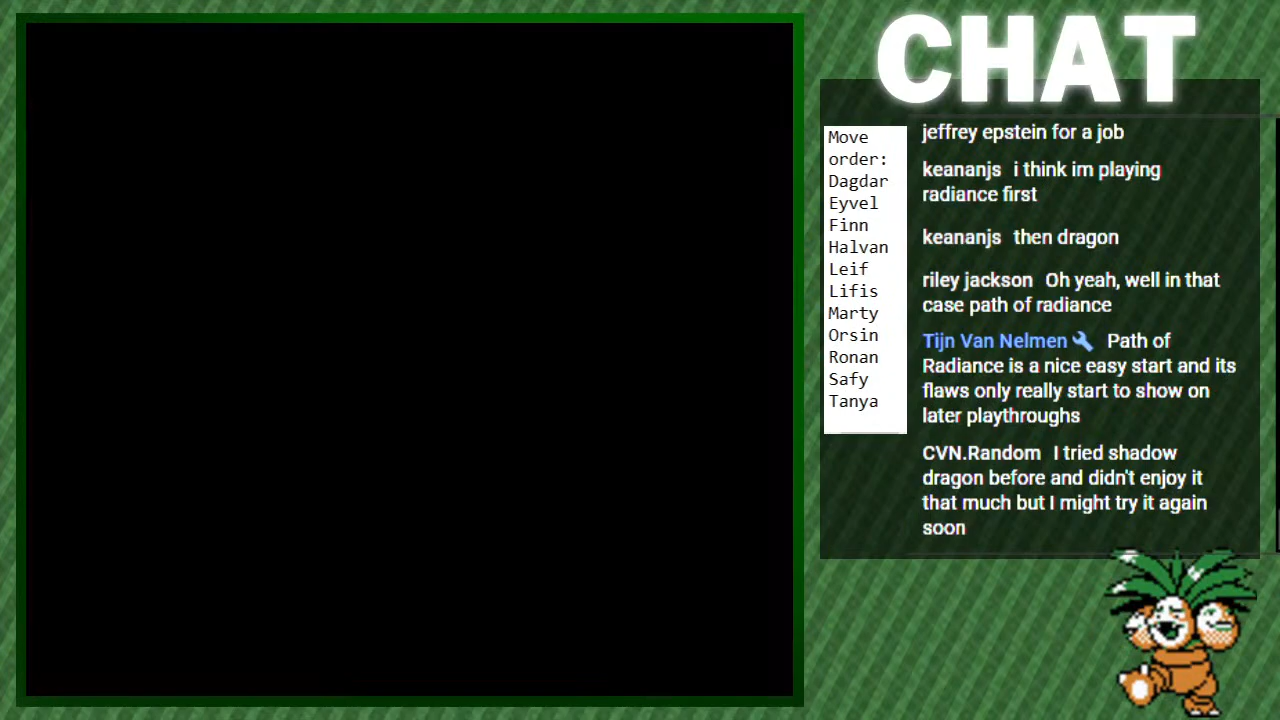 CHAT
Move
order:
Dagdar
Eyvel
Finn
Halvan
Leif
Lifis
Marty
Orsin
Ronan
Safy
Tanya
jeffrey epstein for a job
keananjs i think im playing
radiance first
keananjs then dragon
riley jackson Oh yeah, well in that
case path of radiance
Tijn Van Nelmen Path of
Radiance is a nice easy start and its
flaws only really start to show on
later playthroughs
CVN.Random I tried shadow
dragon before and didn't enjoy it
that much but I might try it again
soon